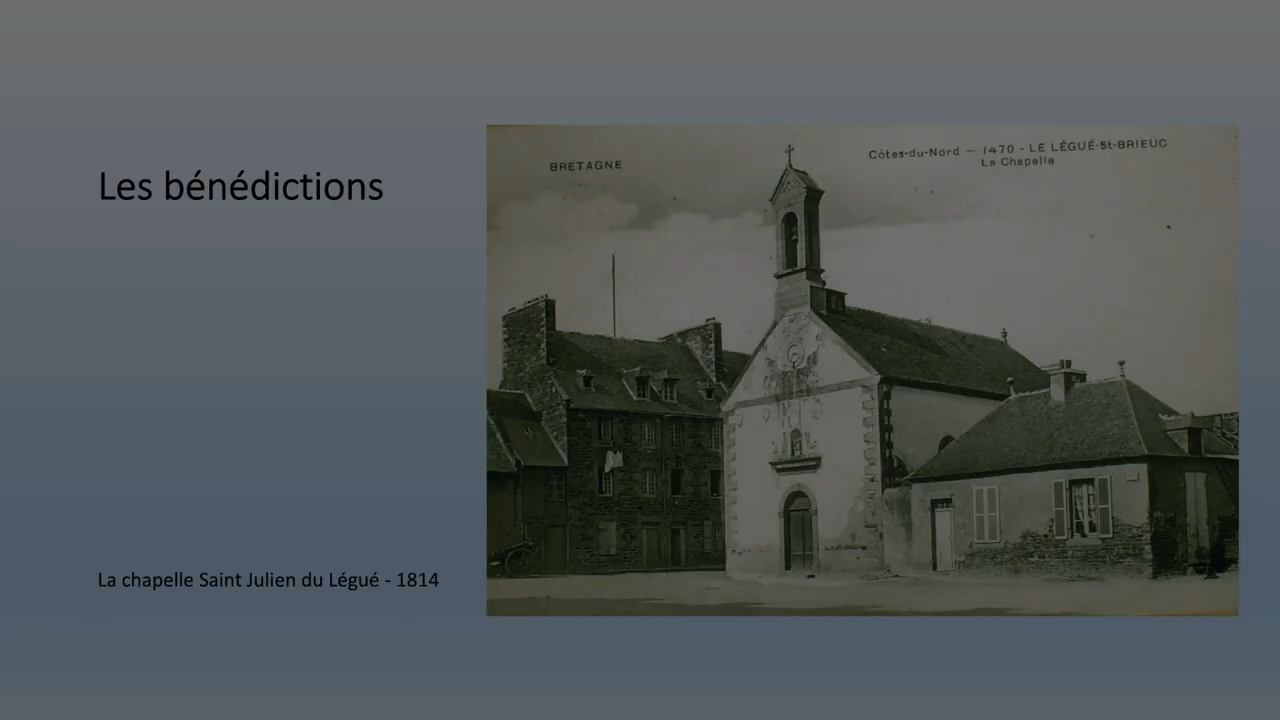 Les bénédictions
BRETAGNE
Côtes-du-Nord — 1470 - LE LÉGUÉ-St-BRIEUC
La Chapelle
La chapelle Saint Julien du Légué - 1814